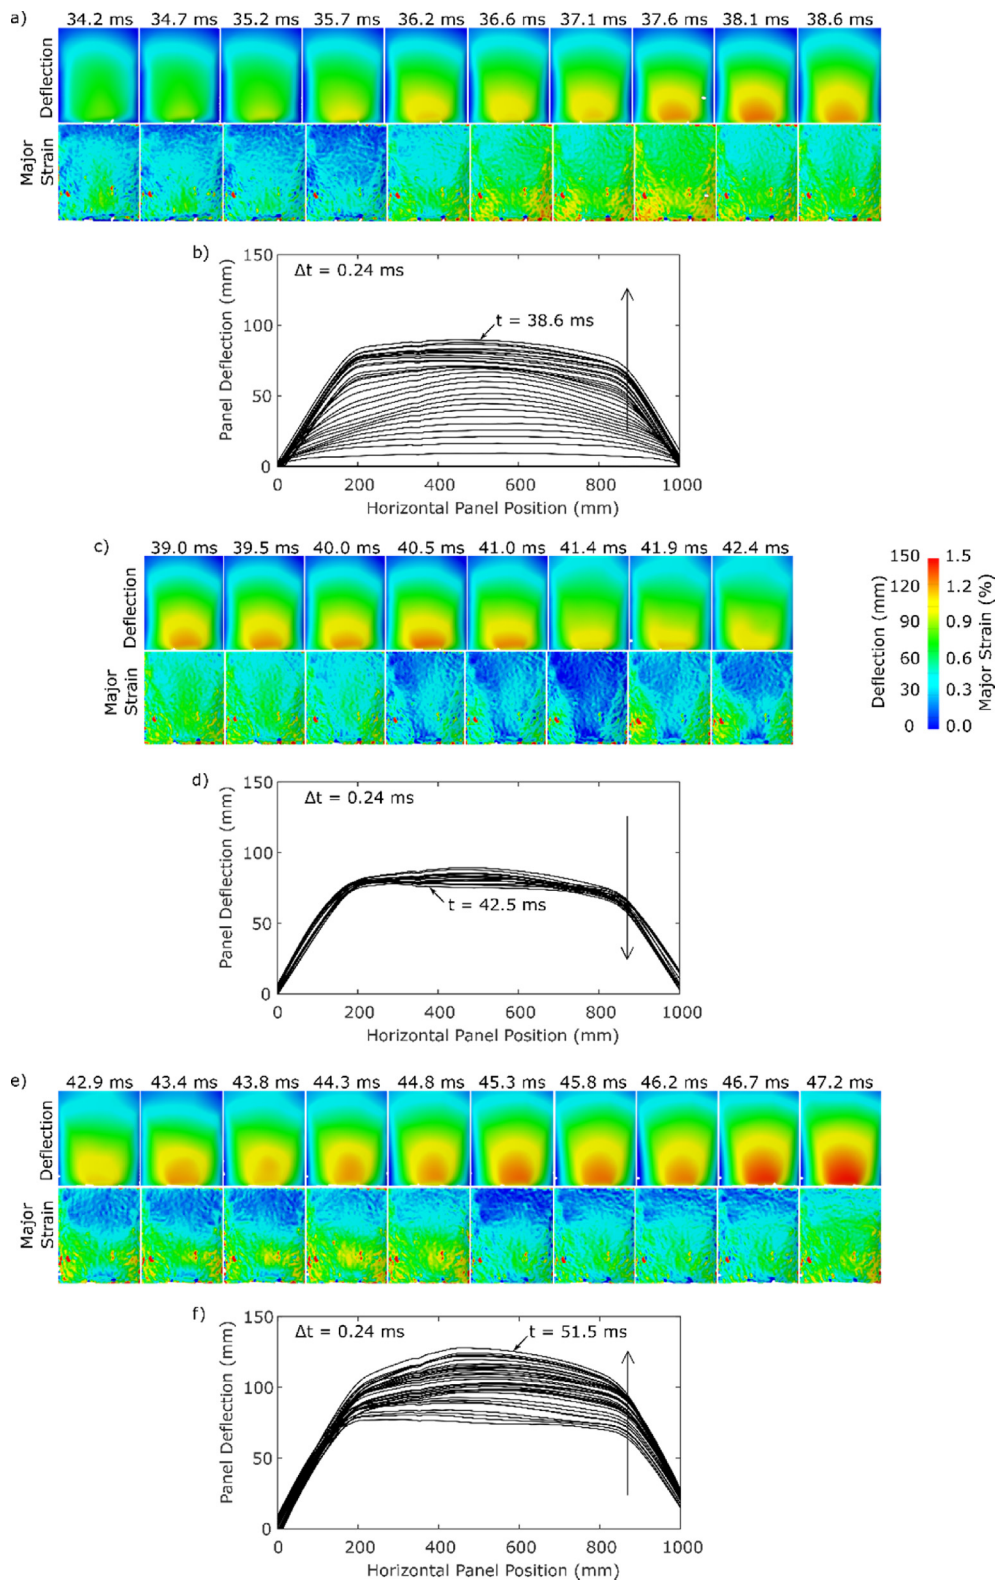 a)
34.2 ms 34.7 ms 35.2 ms 35.7 ms 36.2 ms 36.6 ms 37.1 ms 37.6 ms 38.1 ms 38.6 ms
Deflection
Major
Strain
b)
150
100
50
0
Panel Deflection (mm)
Δt = 0.24 ms
t = 38.6 ms
0 200 400 600 800 1000
Horizontal Panel Position (mm)
c)
39.0 ms 39.5 ms 40.0 ms 40.5 ms 41.0 ms 41.4 ms 41.9 ms 42.4 ms
Deflection
Major
Strain
Deflection (mm)
150 1.5
120 1.2
90 0.9
60 0.6
30 0.3
0 0.0
Major Strain (%)
d)
150
100
50
0
Panel Deflection (mm)
Δt = 0.24 ms
t = 42.5 ms
0 200 400 600 800 1000
Horizontal Panel Position (mm)
e)
42.9 ms 43.4 ms 43.8 ms 44.3 ms 44.8 ms 45.3 ms 45.8 ms 46.2 ms 46.7 ms 47.2 ms
Deflection
Major
Strain
f)
150
100
50
0
Panel Deflection (mm)
Δt = 0.24 ms
t = 51.5 ms
0 200 400 600 800 1000
Horizontal Panel Position (mm)